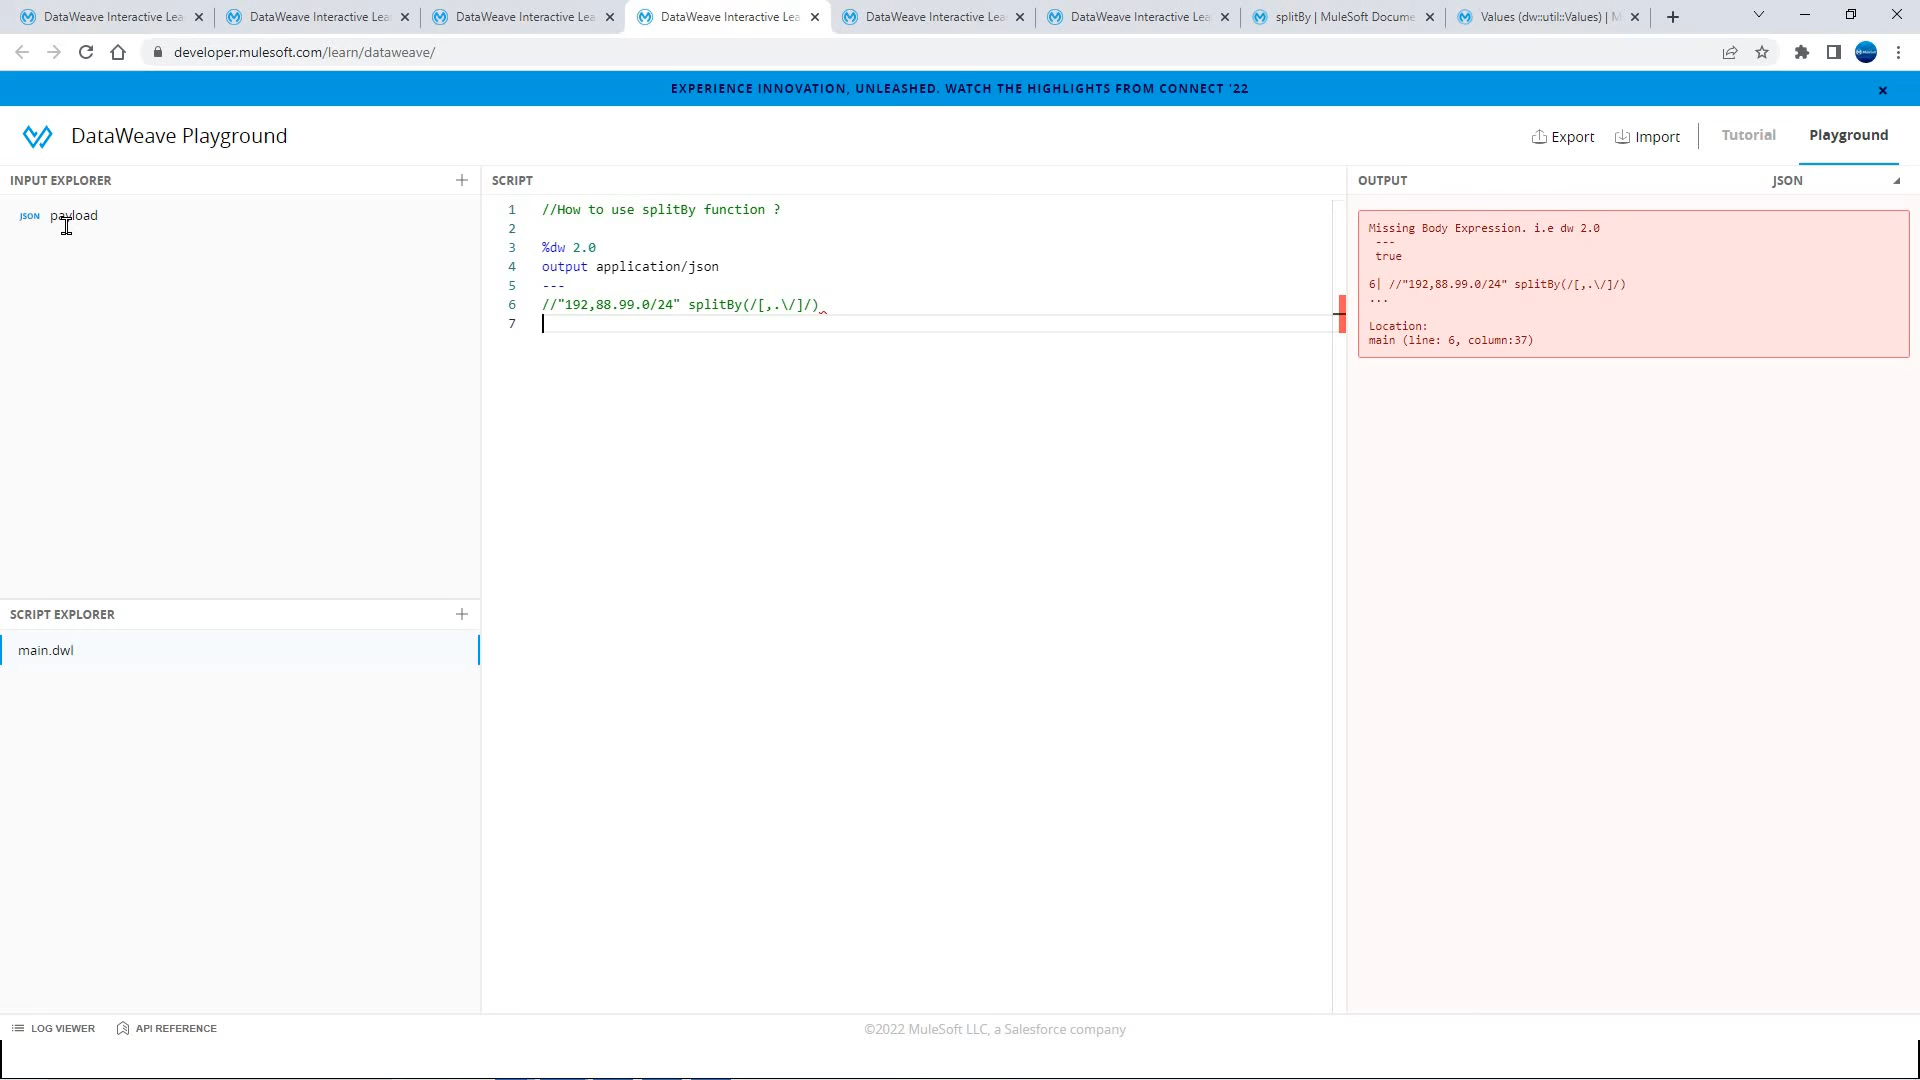 DataWeave Interactive Lea
DataWeave Interactive Lea
DataWeave Interactive Lea
DataWeave Interactive Lea
DataWeave Interactive Lea
DataWeave Interactive Le
splitBy | MuleSoft Docume
Values (dw::util::Values) | M
developer.mulesoft.com/learn/dataweave/
EXPERIENCE INNOVATION, UNLEASHED. WATCH THE HIGHLIGHTS FROM CONNECT '22
DataWeave Playground
Export
Import
Tutorial
Playground
INPUT EXPLORER
JSON payload
SCRIPT EXPLORER
main.dwl
SCRIPT
1 //How to use splitBy function ?
2
3 %dw 2.0
4 output application/json
5 ---
6 //"192,88.99.0/24" splitBy(/[,.\/]/)
7
OUTPUT
JSON
Missing Body Expression. i.e dw 2.0
---
true
6| //"192,88.99.0/24" splitBy(/[,.\/]/)
...
Location:
main (line: 6, column:37)
LOG VIEWER
API REFERENCE
©2022 MuleSoft LLC, a Salesforce company